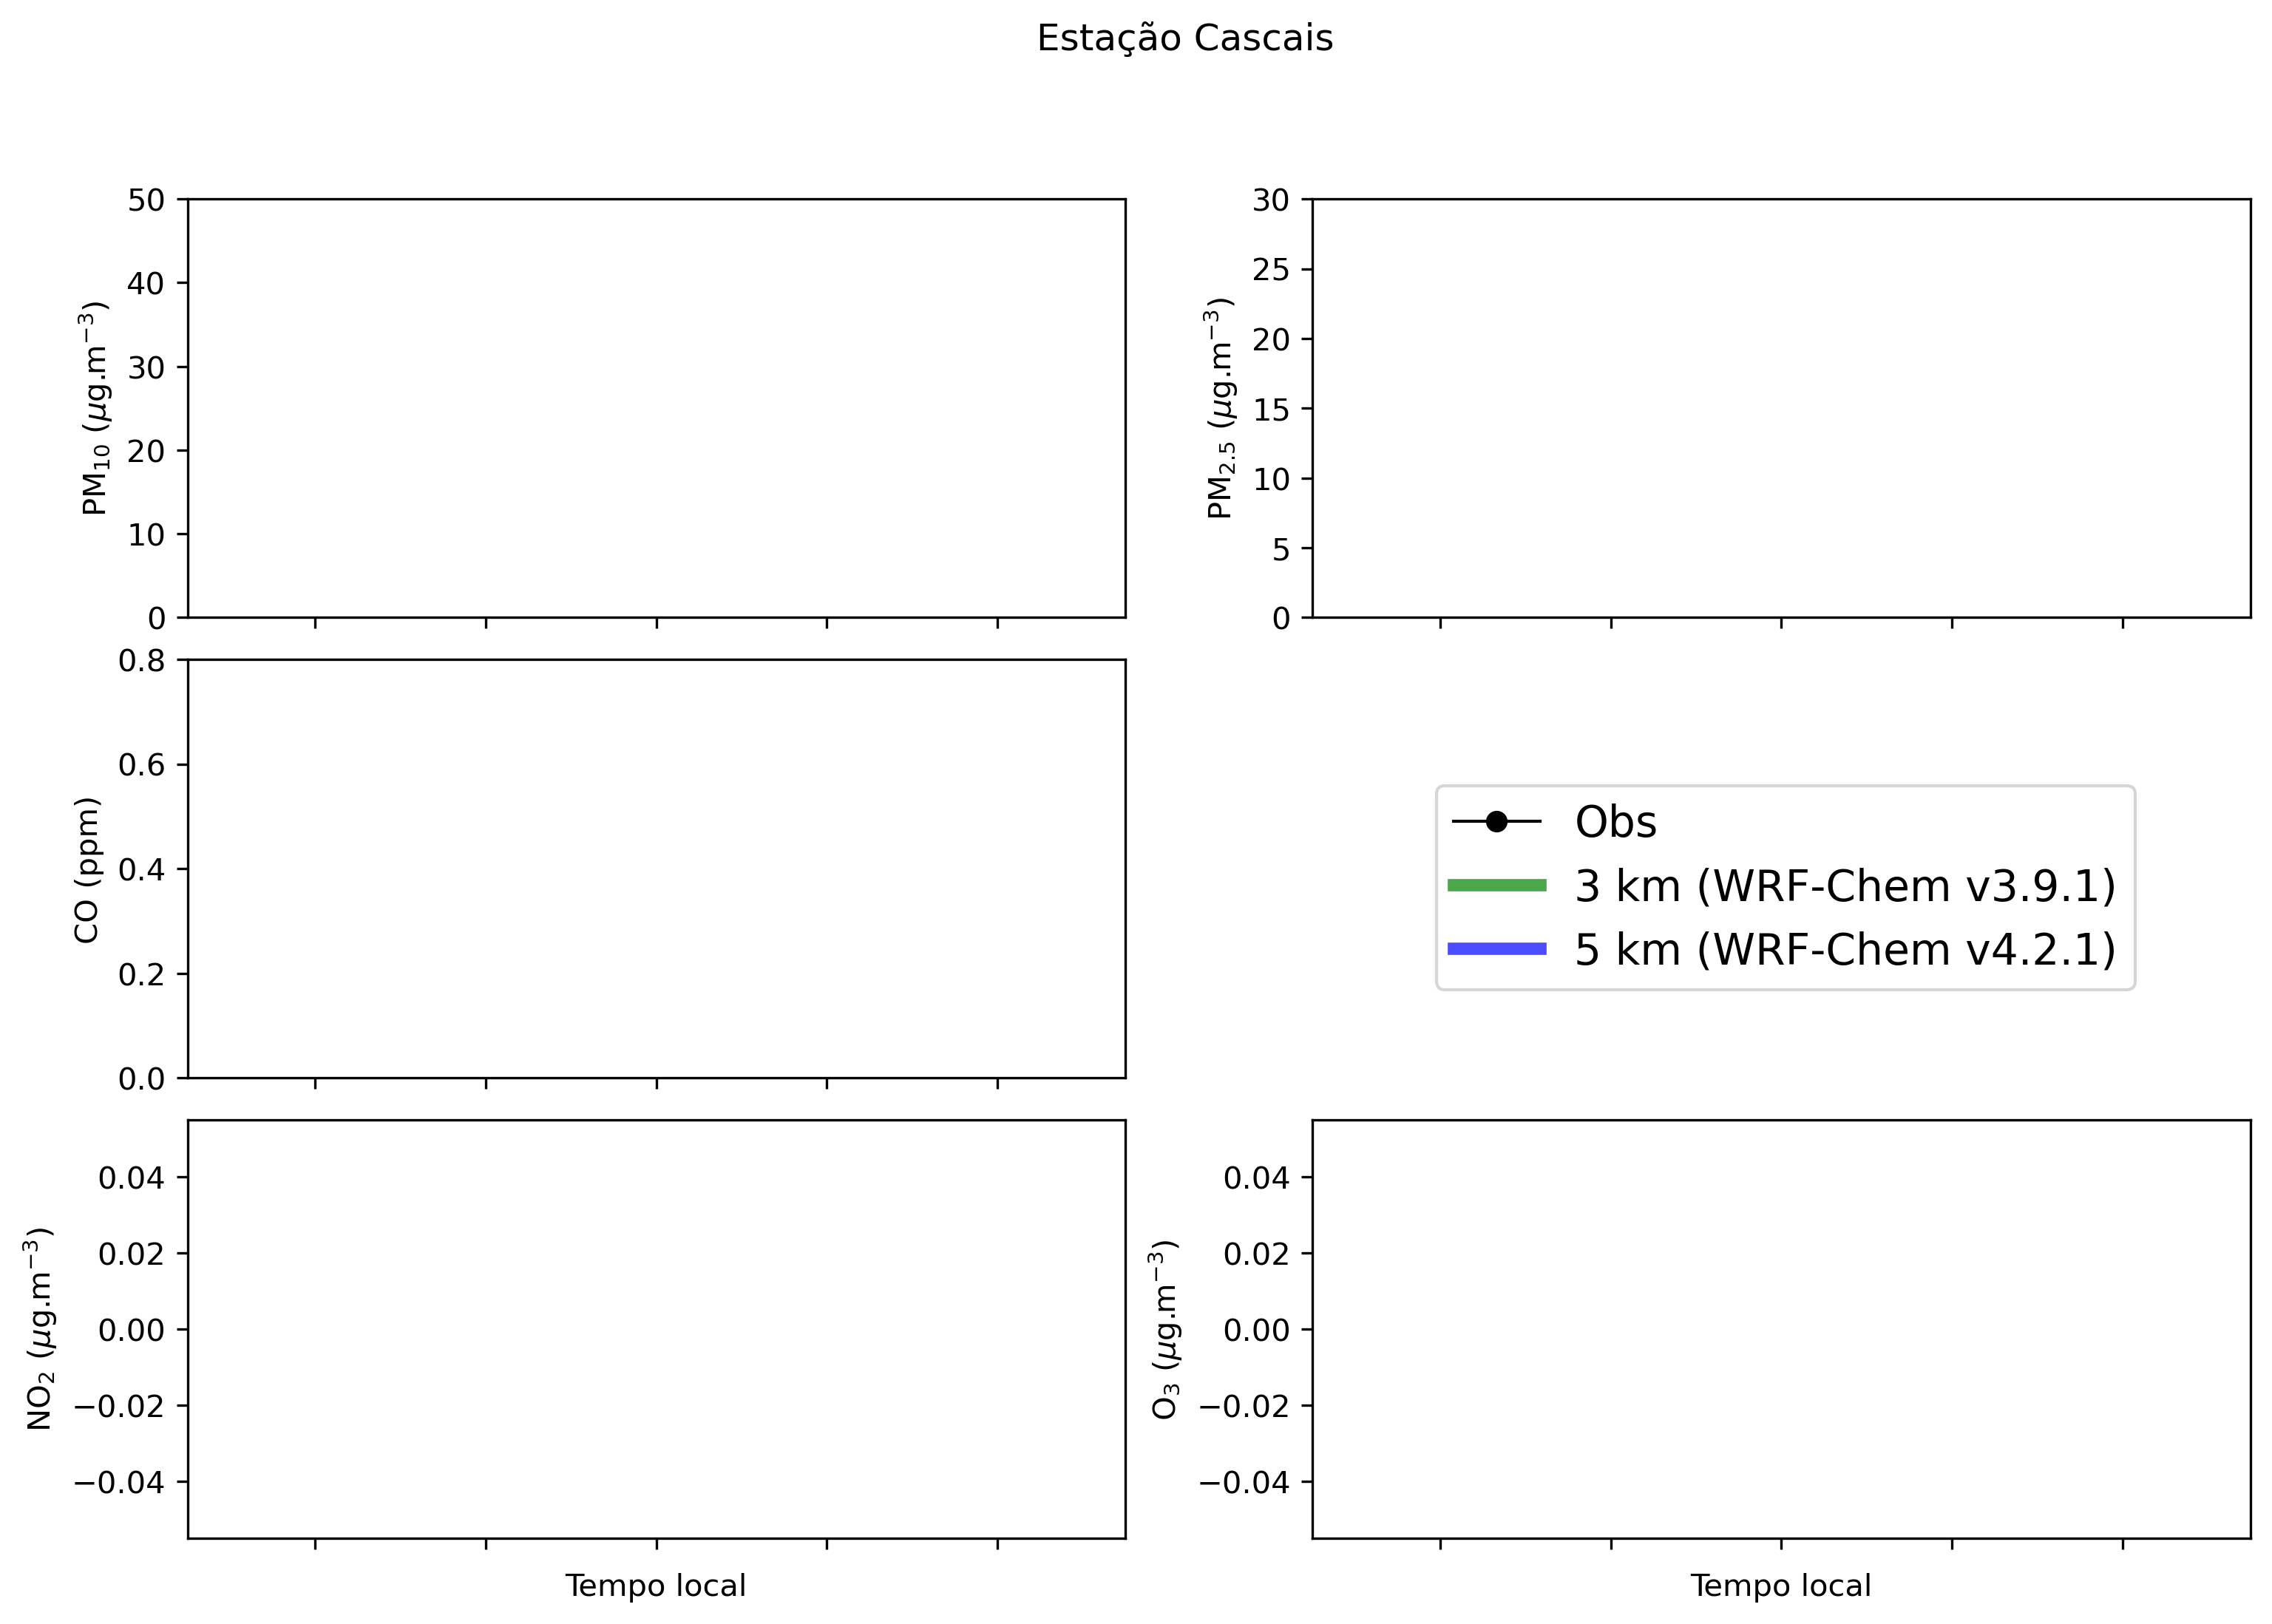 Estação Cascais
50
40
30
20
10
0
PM₁₀ (μg.m⁻³)
30
25
20
15
10
5
0
PM₂.₅ (μg.m⁻³)
0.8
0.6
0.4
0.2
0.0
CO (ppm)
Obs
3 km (WRF-Chem v3.9.1)
5 km (WRF-Chem v4.2.1)
0.04
0.02
0.00
−0.02
−0.04
NO₂ (μg.m⁻³)
Tempo local
0.04
0.02
0.00
−0.02
−0.04
O₃ (μg.m⁻³)
Tempo local